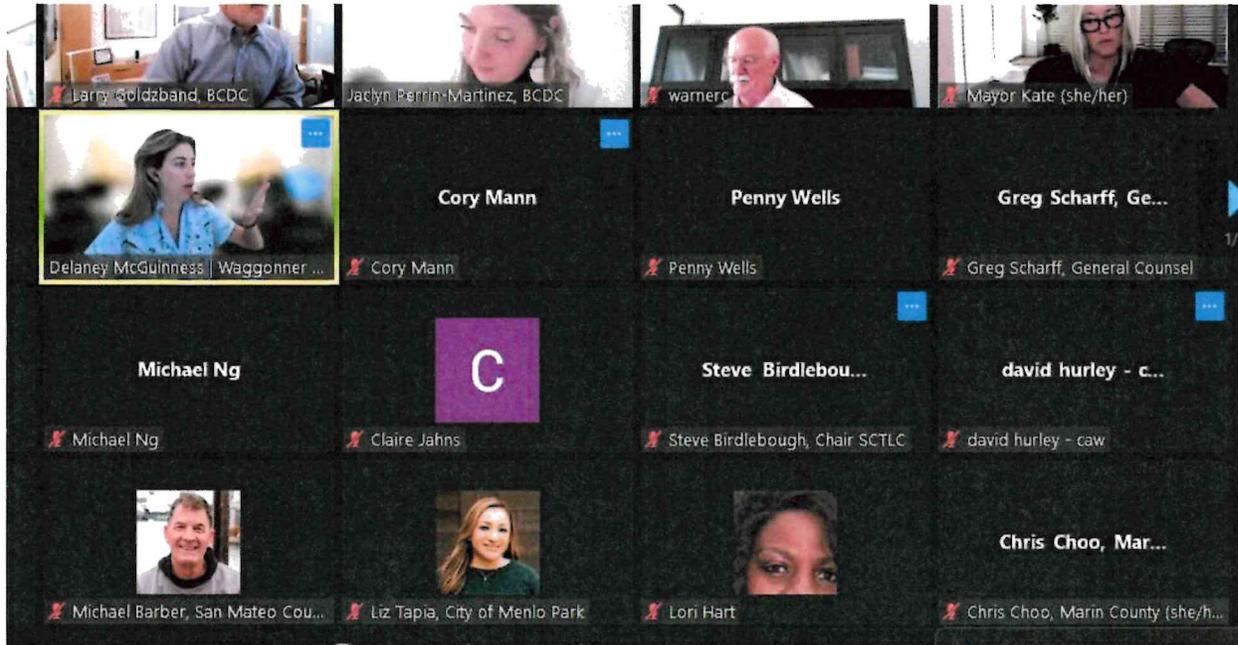 Larry Goldzband, BCDC
Jaclyn Perrin-Martinez, BCDC
warnerc
Mayor Kate (she/her)
Delaney McGuinness | Waggonner ...
Cory Mann
Cory Mann
Penny Wells
Penny Wells
Greg Scharff, Ge...
Greg Scharff, General Counsel
1/
Michael Ng
Michael Ng
C
Claire Jahns
Steve Birdlebou...
Steve Birdlebough, Chair SCTLC
david hurley - c...
david hurley - caw
Michael Barber, San Mateo Cou...
Liz Tapia, City of Menlo Park
Lori Hart
Chris Choo, Mar...
Chris Choo, Marin County (she/h...